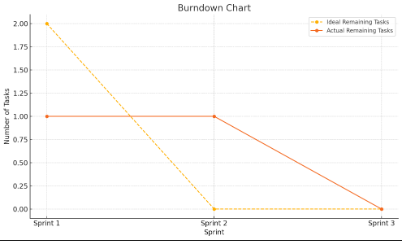 Burndown Chart
Ideal Remaining Tasks
Actual Remaining Tasks
2.00
1.75
1.50
1.25
1.00
0.75
0.50
0.25
0.00
Number of Tasks
Sprint 1
Sprint 2
Sprint 3
Sprint